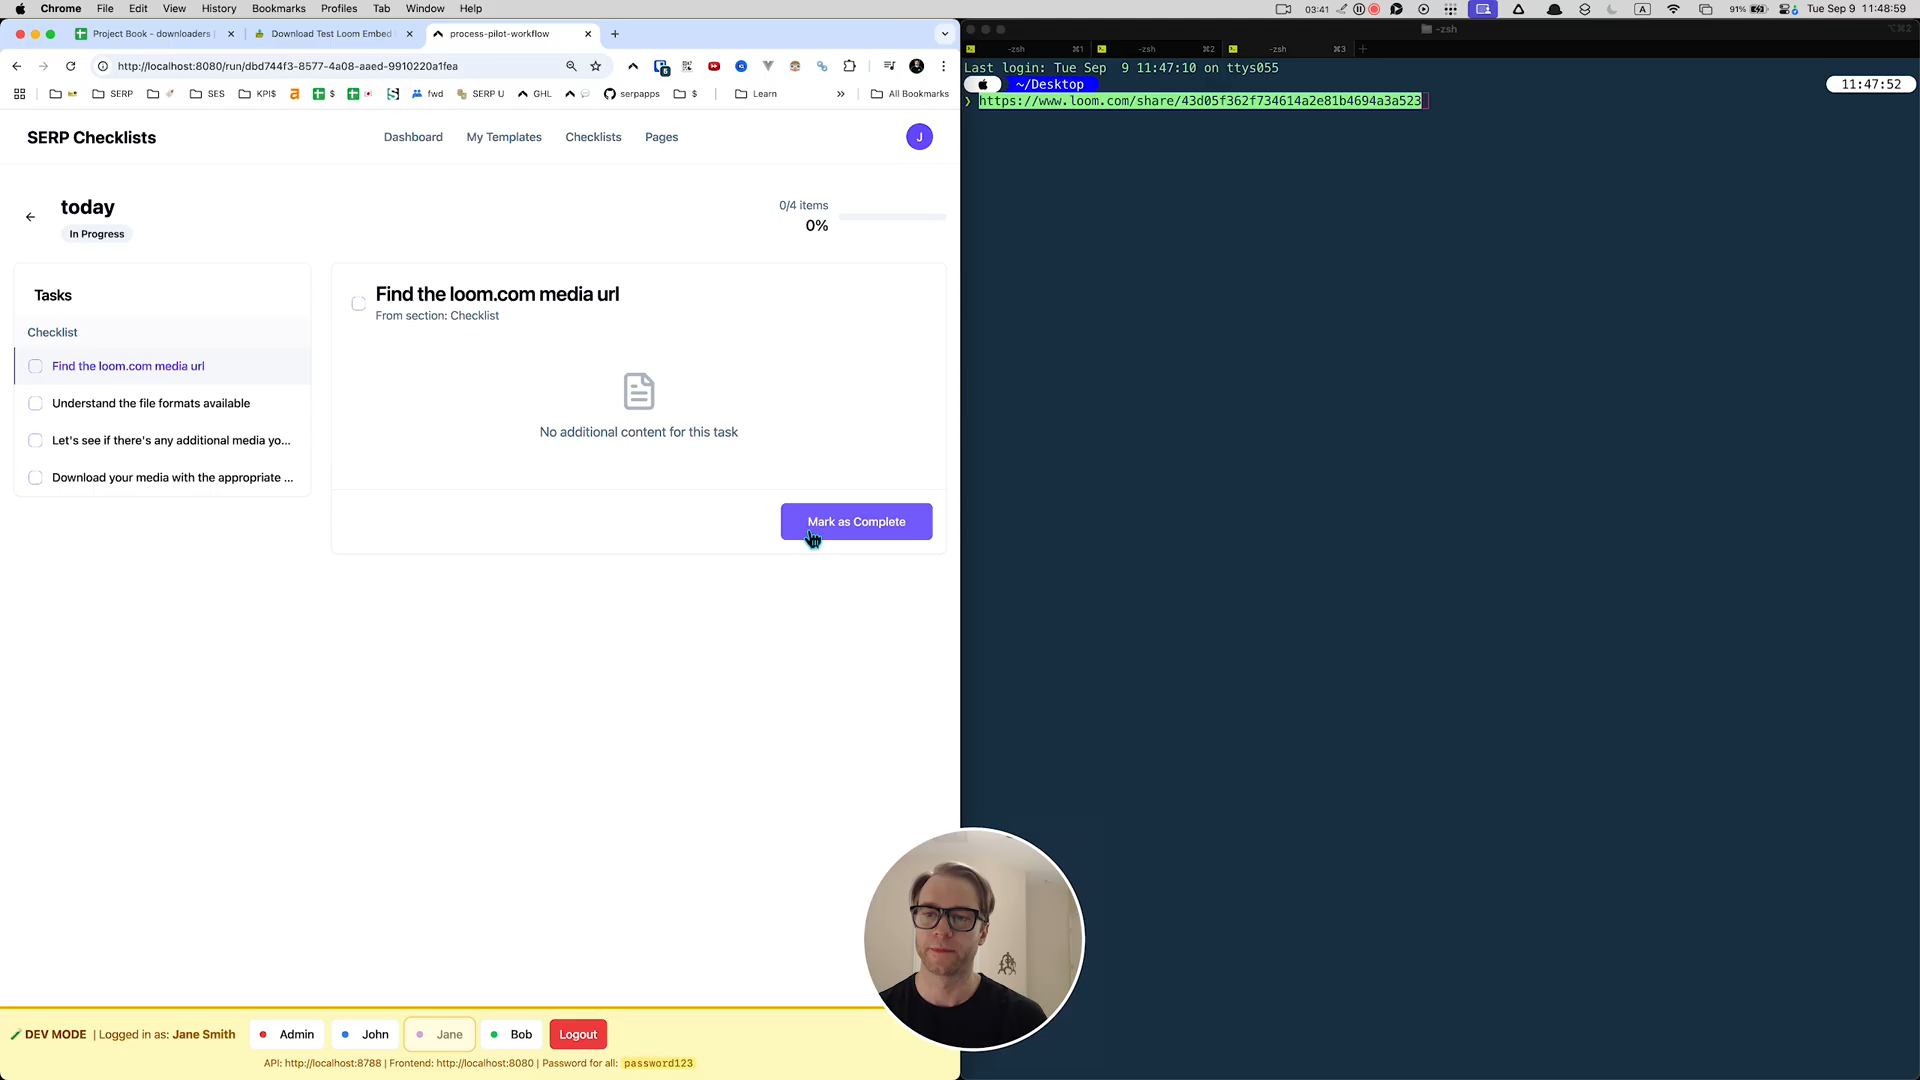 Chrome File Edit View History Bookmarks Profiles Tab Window Help 03:41 A 91% Tue Sep 9 11:48:59
Project Book - downloaders
Download Test Loom Embed
process-pilot-workflow
http://localhost:8080/run/dbd744f3-8577-4a08-aaed-9910220a1fea
SERP SES KPI$ $ fwd SERP U GHL serpapps $ Learn » All Bookmarks
SERP Checklists
Dashboard My Templates Checklists Pages
J
today
In Progress
0/4 items
0%
Tasks
Checklist
Find the loom.com media url
Understand the file formats available
Let's see if there's any additional media yo...
Download your media with the appropriate ...
Find the loom.com media url
From section: Checklist
No additional content for this task
Mark as Complete
DEV MODE | Logged in as: Jane Smith Admin John Jane Bob Logout
API: http://localhost:8788 | Frontend: http://localhost:8080 | Password for all: password123
-zsh
-zsh ⌘1 -zsh ⌘2 -zsh ⌘3
Last login: Tue Sep 9 11:47:10 on ttys055
~/Desktop 11:47:52
❯ https://www.loom.com/share/43d05f362f734614a2e81b4694a3a523